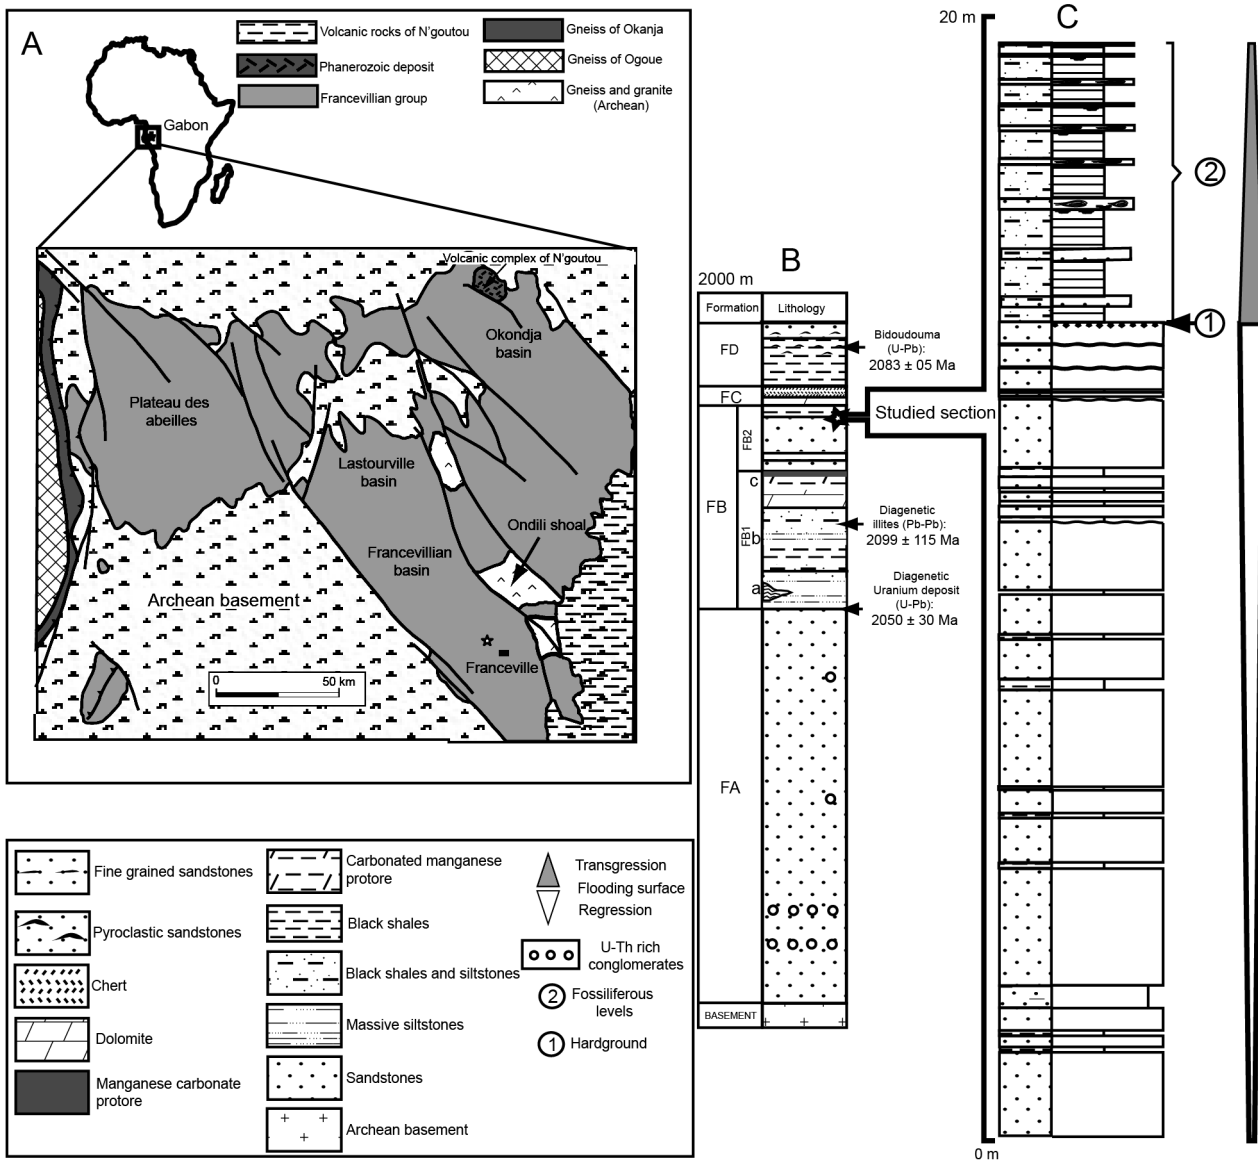 A
Volcanic rocks of N'goutou
Phanerozoic deposit
Francevillian group
Gneiss of Okanja
Gneiss of Ogoue
Gneiss and granite
(Archean)
Gabon
Volcanic complex of N'goutou
Okondja
basin
Plateau des
abeilles
Lastourville
basin
Ondili shoal
Francevillian
basin
Archean basement
Franceville
0
50 km
B
2000 m
Formation
Lithology
FD
FC
FB
FB2
FB1
c
b
a
FA
BASEMENT
Bidoudouma
(U-Pb):
2083 ± 05 Ma
Studied section
Diagenetic
illites (Pb-Pb):
2099 ± 115 Ma
Diagenetic
Uranium deposit
(U-Pb):
2050 ± 30 Ma
C
20 m
2
1
0 m
Fine grained sandstones
Pyroclastic sandstones
Chert
Dolomite
Manganese carbonate
protore
Carbonated manganese
protore
Black shales
Black shales and siltstones
Massive siltstones
Sandstones
Archean basement
Transgression
Flooding surface
Regression
U-Th rich
conglomerates
2 Fossiliferous
levels
1 Hardground